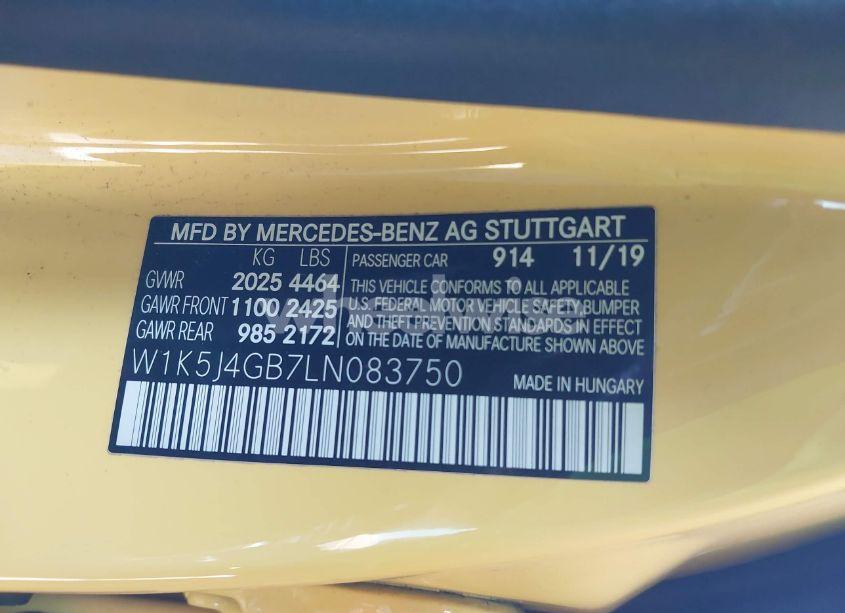 MFD BY MERCEDES-BENZ AG STUTTGART
KG LBS
GVWR 2025 4464
GAWR FRONT 1100 2425
GAWR REAR 985 2172
PASSENGER CAR 914 11/19
THIS VEHICLE CONFORMS TO ALL APPLICABLE
U.S. FEDERAL MOTOR VEHICLE SAFETY, BUMPER
AND THEFT PREVENTION STANDARDS IN EFFECT
ON THE DATE OF MANUFACTURE SHOWN ABOVE
W1K5J4GB7LN083750
MADE IN HUNGARY